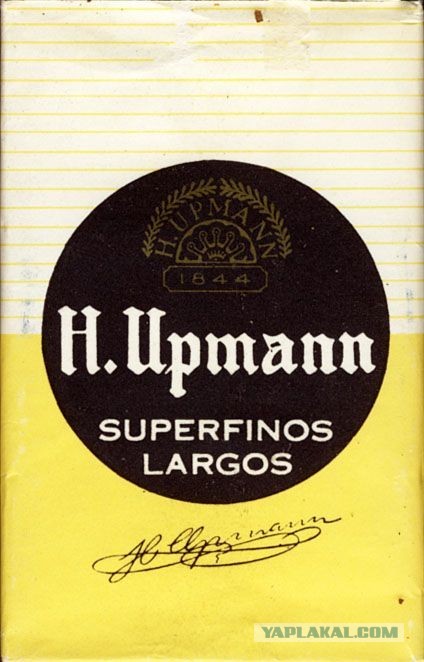 H. UPMANN
1844
H. Upmann
SUPERFINOS
LARGOS
H. Upmann
YAPLAKAL.COM